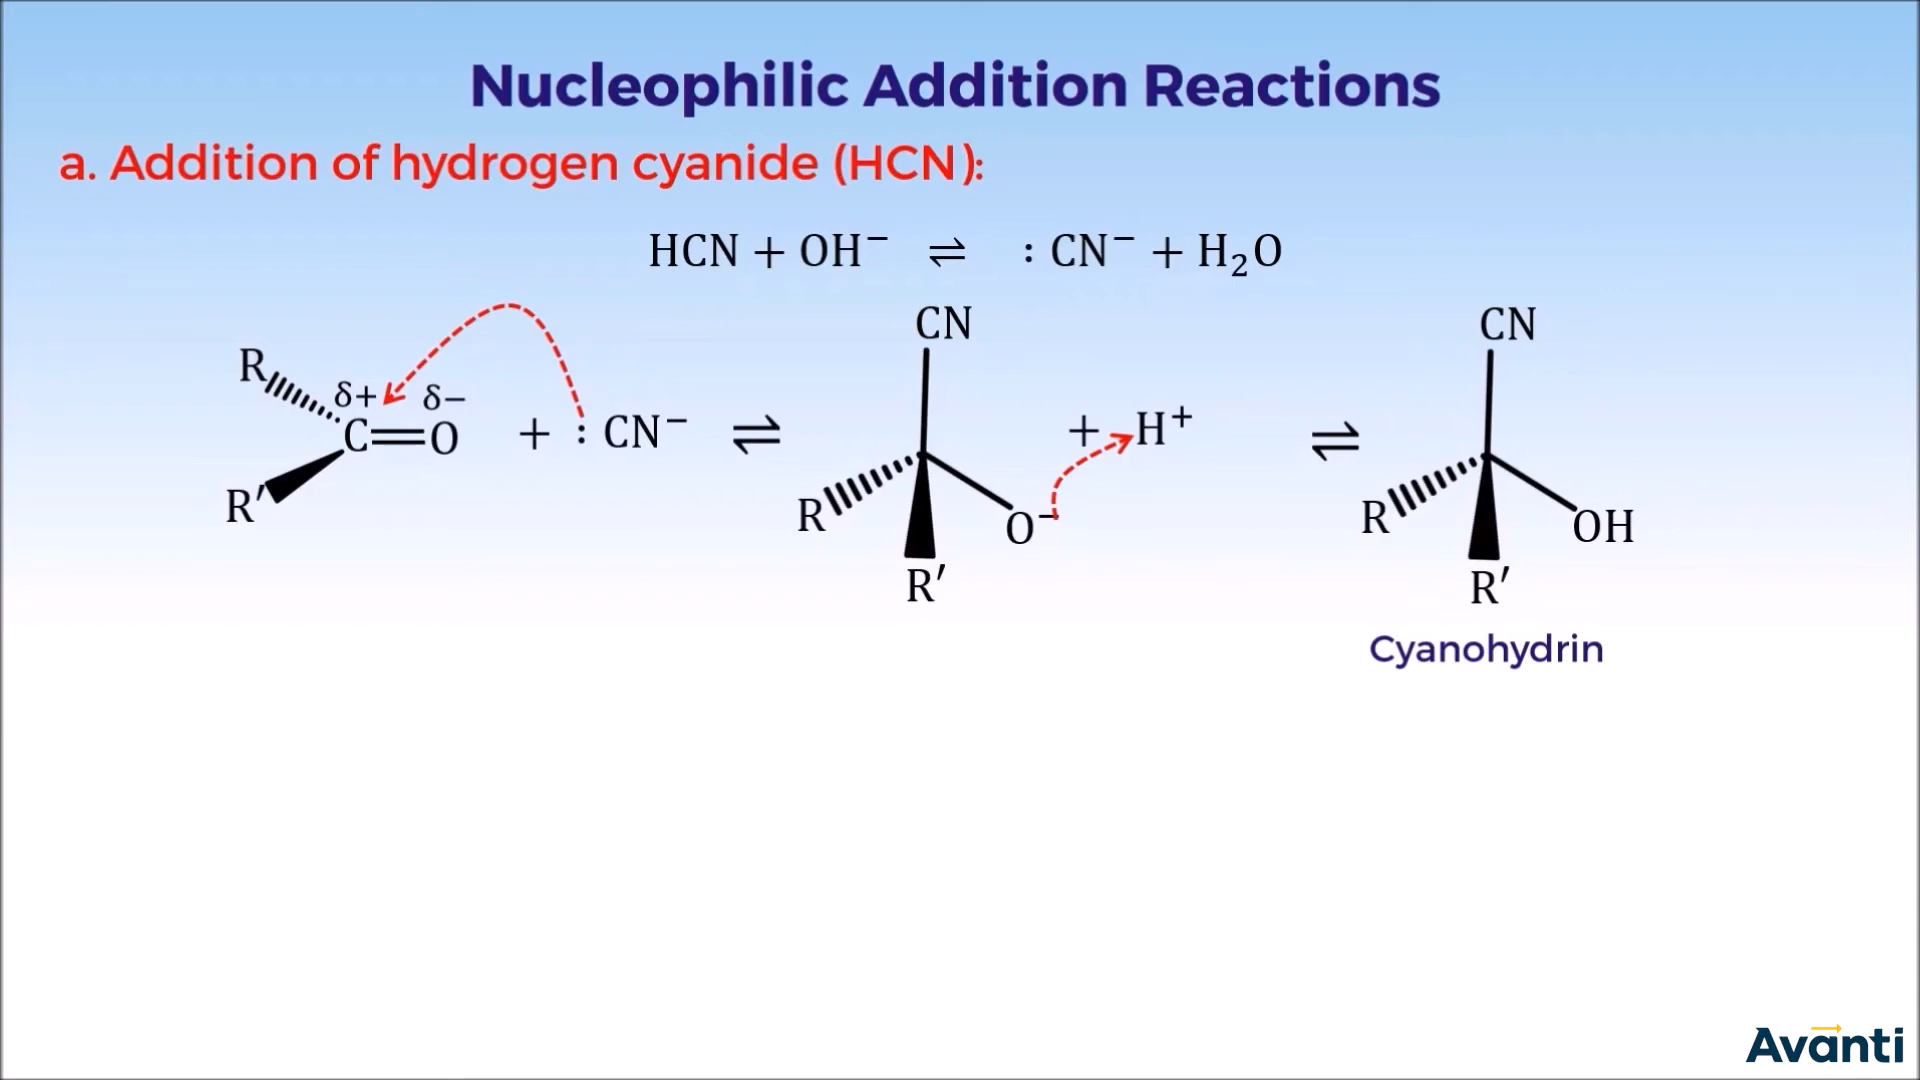 Nucleophilic Addition Reactions
a. Addition of hydrogen cyanide (HCN):
HCN + OH⁻ ⇌ : CN⁻ + H₂O
CN CN
R δ+ δ−
C=O + : CN⁻ ⇌ + H⁺ ⇌
R′ R O⁻ R OH
R′ R′
Cyanohydrin
Avanti